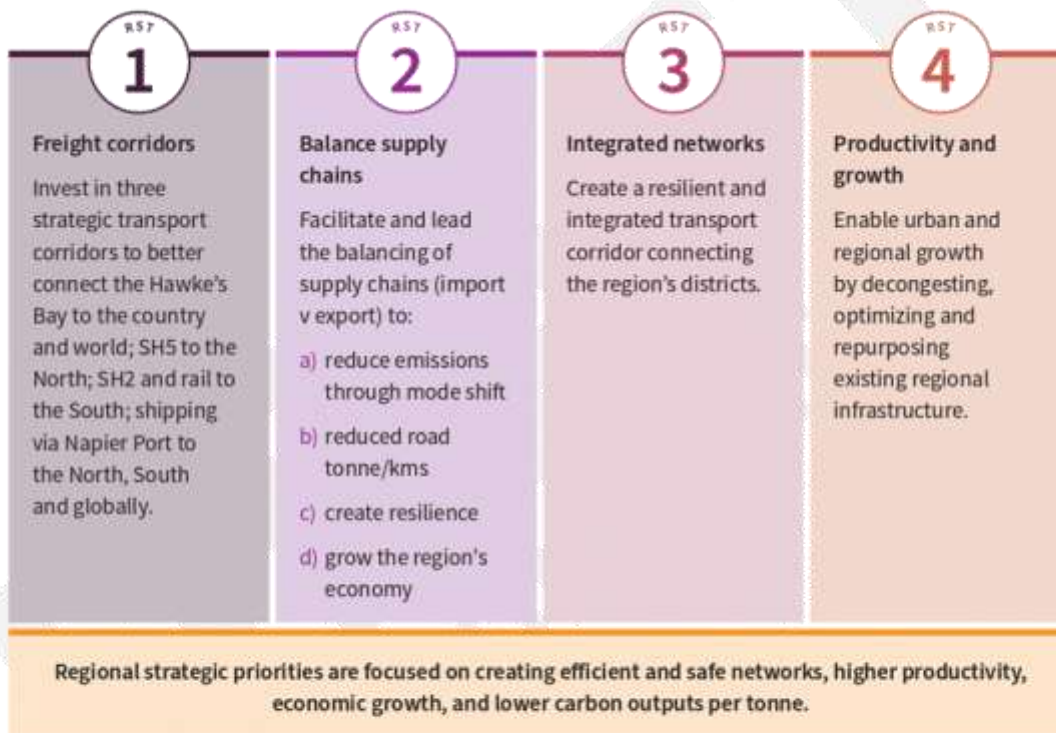 RST
1
Freight corridors
Invest in three
strategic transport
corridors to better
connect the Hawke's
Bay to the country
and world; SH5 to the
North; SH2 and rail to
the South; shipping
via Napier Port to
the North, South
and globally.
RST
2
Balance supply
chains
Facilitate and lead
the balancing of
supply chains (import
v export) to:
a) reduce emissions
through mode shift
b) reduced road
tonne/kms
c) create resilience
d) grow the region's
economy
RST
3
Integrated networks
Create a resilient and
integrated transport
corridor connecting
the region's districts.
RST
4
Productivity and
growth
Enable urban and
regional growth
by decongesting,
optimizing and
repurposing
existing regional
infrastructure.
Regional strategic priorities are focused on creating efficient and safe networks, higher productivity,
economic growth, and lower carbon outputs per tonne.